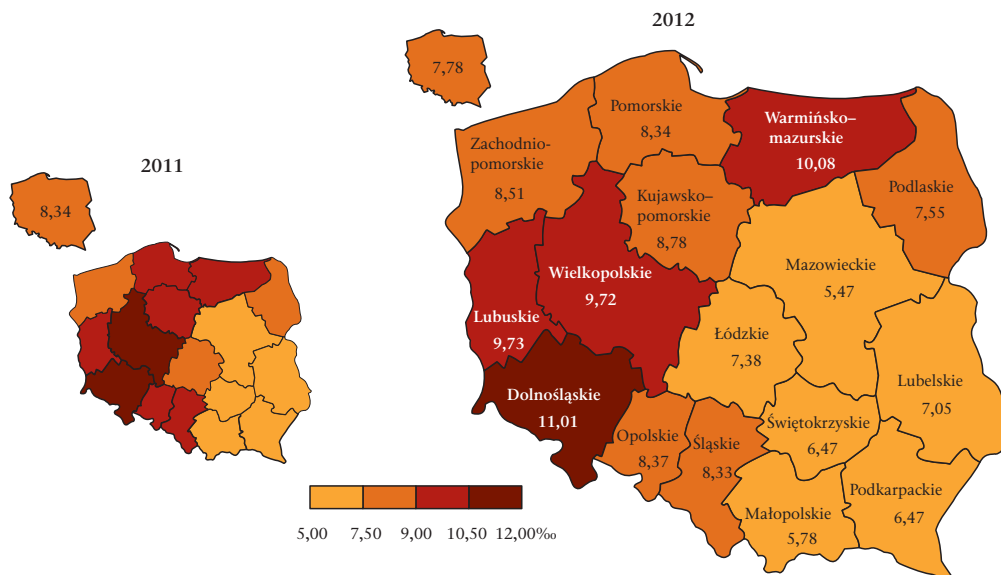 2012
7,78
Pomorskie
8,34
Warmińsko–
mazurskie
10,08
Zachodnio-
pomorskie
8,51
2011
8,34
Kujawsko–
pomorskie
8,78
Podlaskie
7,55
Wielkopolskie
9,72
Mazowieckie
5,47
Lubuskie
9,73
Łódzkie
7,38
Lubelskie
7,05
Dolnośląskie
11,01
Świętokrzyskie
6,47
Opolskie
8,37
Śląskie
8,33
Podkarpackie
6,47
Małopolskie
5,78
5,00 7,50 9,00 10,50 12,00‰